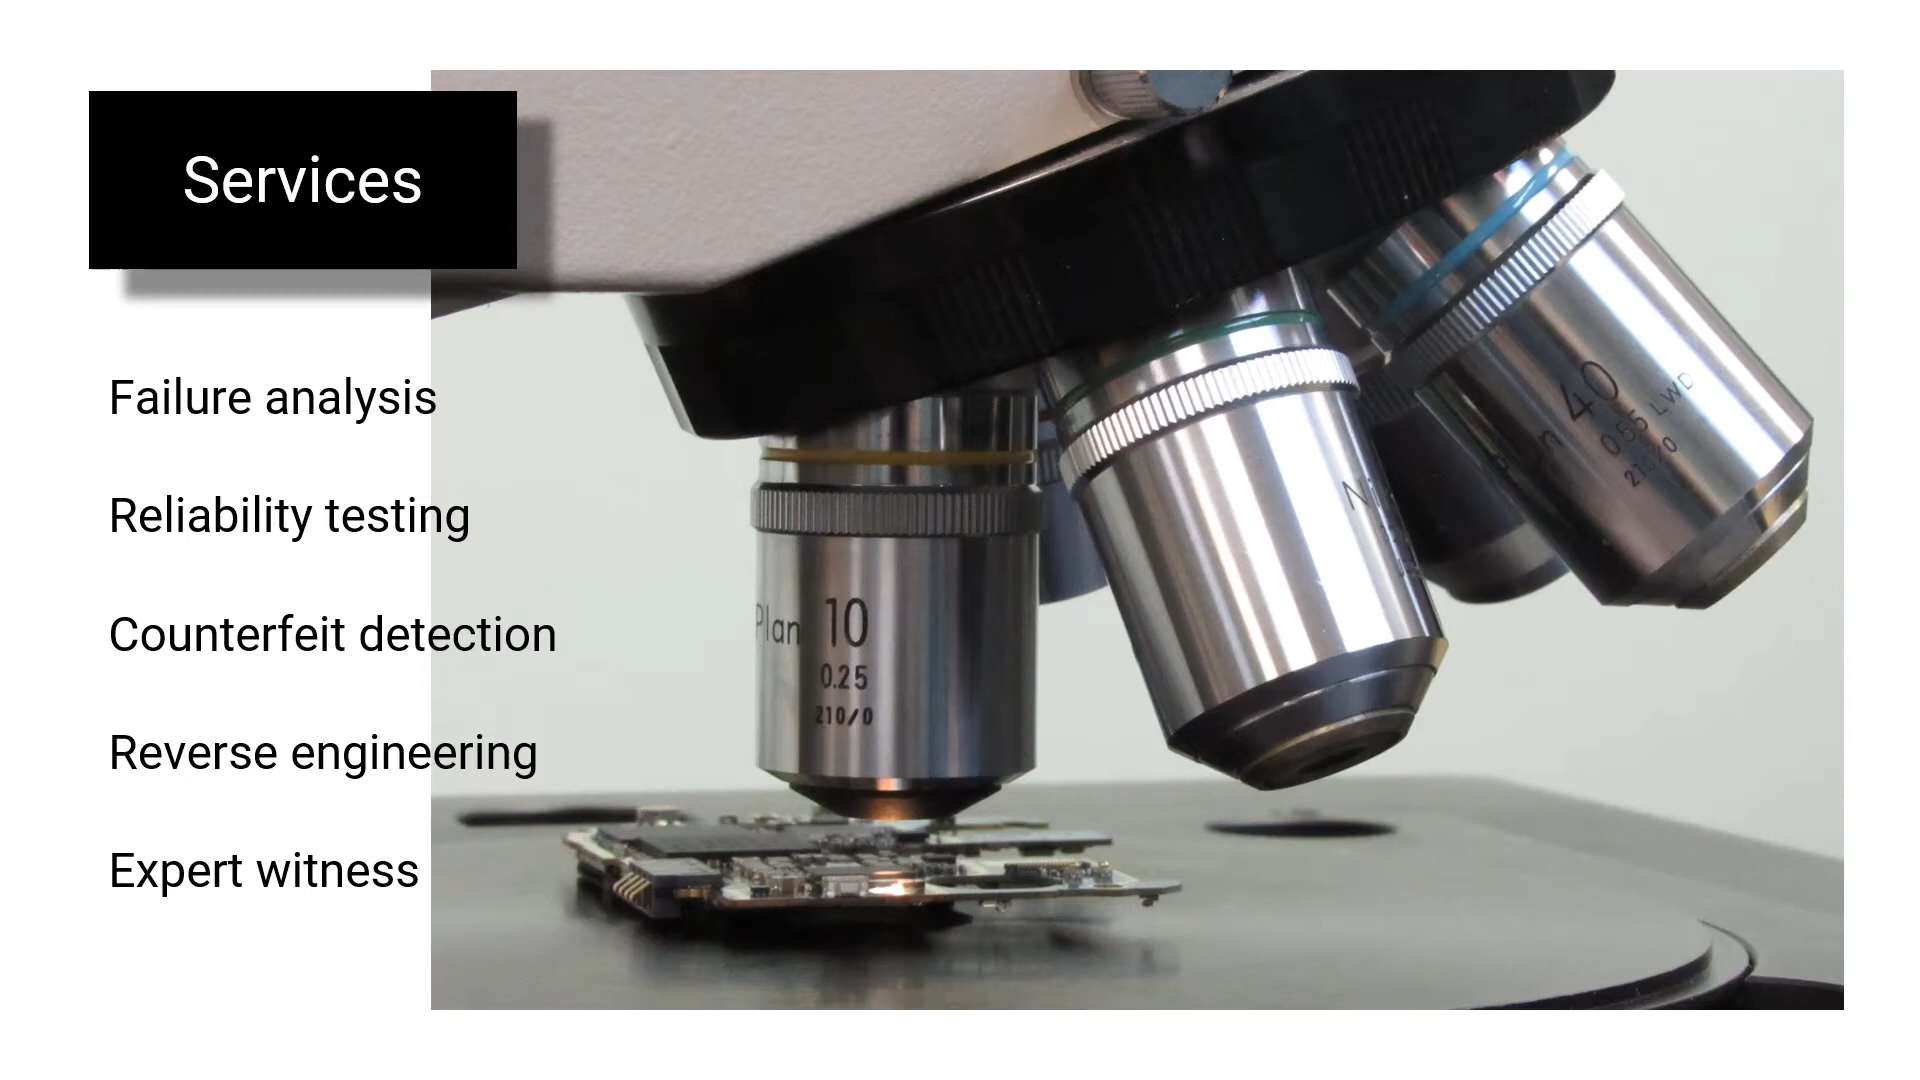 Services
Failure analysis
Reliability testing
Counterfeit detection
Reverse engineering
Expert witness
Plan 10
0.25
210/0
40
0.55 LWD